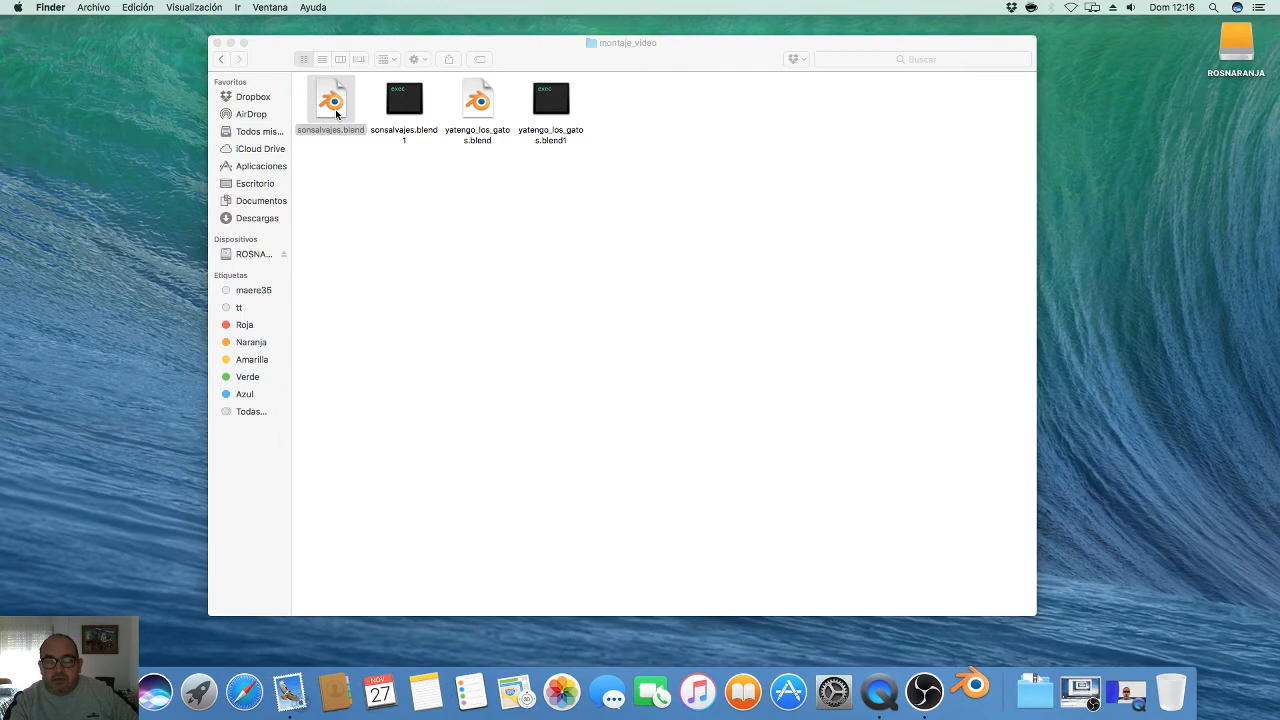 Finder Archivo Edición Visualización Ir Ventana Ayuda Dom 12:16
montaje_video
Buscar
ROSNARANJA
Favoritos
Dropbox
AirDrop
Todos mis...
iCloud Drive
Aplicaciones
Escritorio
Documentos
Descargas
Dispositivos
ROSNA...
Etiquetas
maere35
tt
Roja
Naranja
Amarilla
Verde
Azul
Todas...
sonsalvajes.blend
exec
sonsalvajes.blend
1
yatengo_los_gato
s.blend
exec
yatengo_los_gato
s.blend1
NOV
27